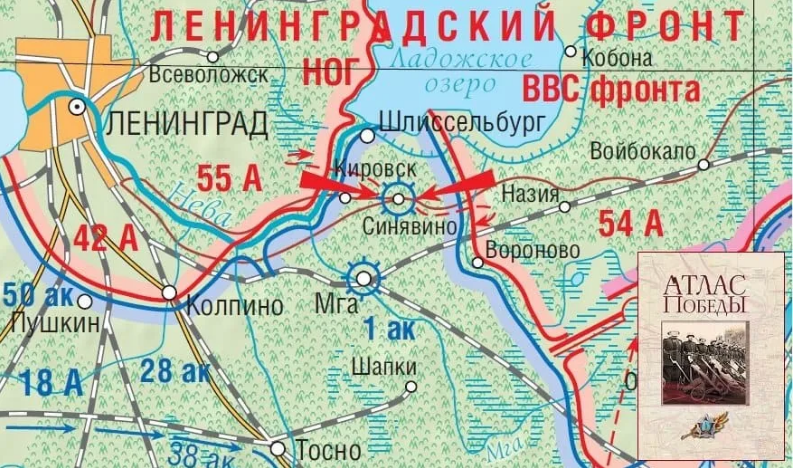 ЛЕНИНГРАДСКИЙ ФРОНТ
Всеволожск
НОГ
Ладожское
озеро
Кобона
ВВС фронта
ЛЕНИНГРАД
Шлиссельбург
Войбокало
55 А
Кировск
Назия
Нева
Синявино
54 А
42 А
Вороново
50 ак
Пушкин
Колпино
Мга
1 ак
АТЛАС
ПОБЕДЫ
18 А
28 ак
Шапки
38 ак
Тосно
Мга